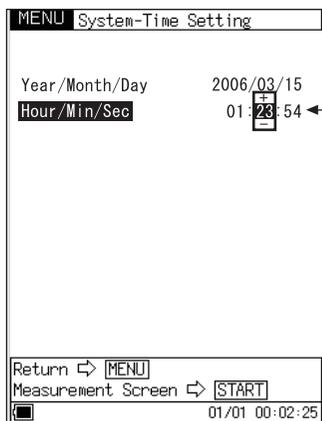 MENU System-Time Setting
Year/Month/Day 2006/03/15
+
Hour/Min/Sec 01:23:54
−
Return ⇨ MENU
Measurement Screen ⇨ START
01/01 00:02:25